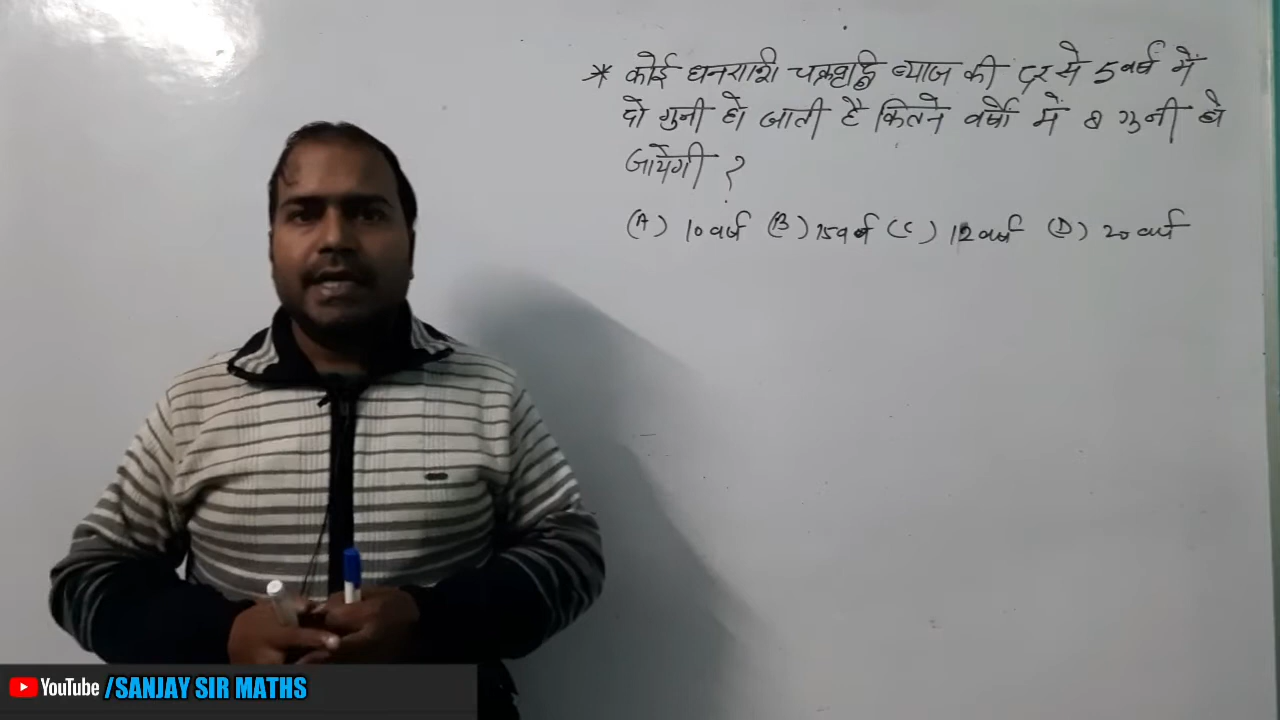 * कोई धनराशी चक्रवृद्धि ब्याज की दर से 5 वर्ष में
दो गुनी हो जाती है कितने वर्षों में 8 गुनी हो
जायेगी ?
(A) 10 वर्ष (B) 15 वर्ष (C) 12 वर्ष (D) 20 वर्ष
YouTube /SANJAY SIR MATHS